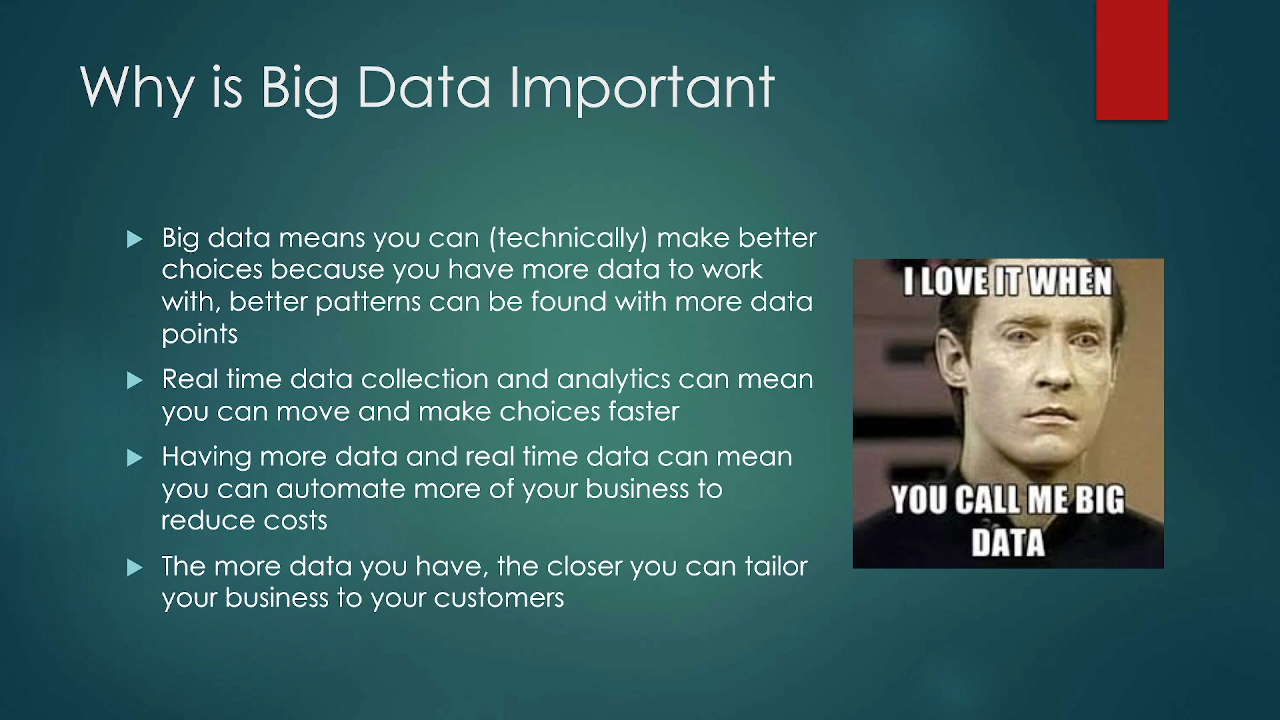 Why is Big Data Important
Big data means you can (technically) make better
choices because you have more data to work
with, better patterns can be found with more data
points
Real time data collection and analytics can mean
you can move and make choices faster
Having more data and real time data can mean
you can automate more of your business to
reduce costs
The more data you have, the closer you can tailor
your business to your customers
I LOVE IT WHEN
YOU CALL ME BIG
DATA